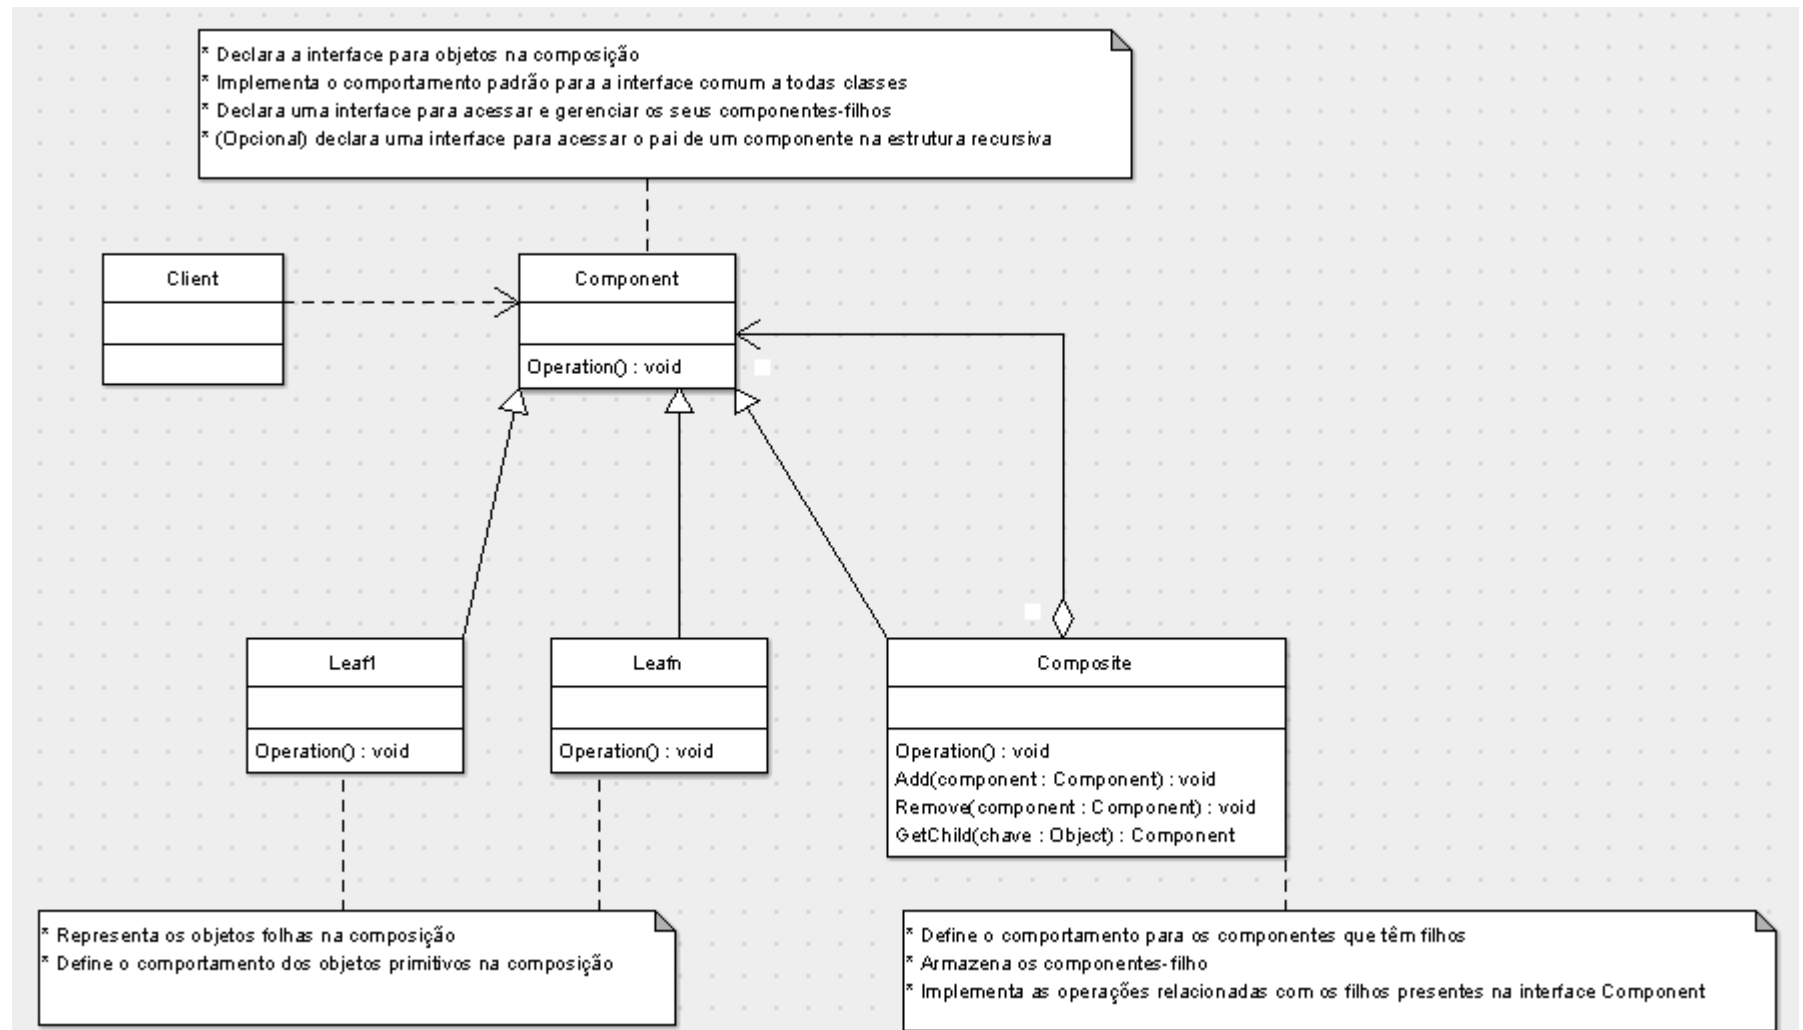 * Declara a interface para objetos na composição
* Implementa o comportamento padrão para a interface comum a todas classes
* Declara uma interface para acessar e gerenciar os seus componentes-filhos
* (Opcional) declara uma interface para acessar o pai de um componente na estrutura recursiva
Client
Component
Operation() : void
Leaf1
Operation() : void
Leafn
Operation() : void
Composite
Operation() : void
Add(component : Component) : void
Remove(component : Component) : void
GetChild(chave : Object) : Component
* Representa os objetos folhas na composição
* Define o comportamento dos objetos primitivos na composição
* Define o comportamento para os componentes que têm filhos
* Armazena os componentes-filho
* Implementa as operações relacionadas com os filhos presentes na interface Component